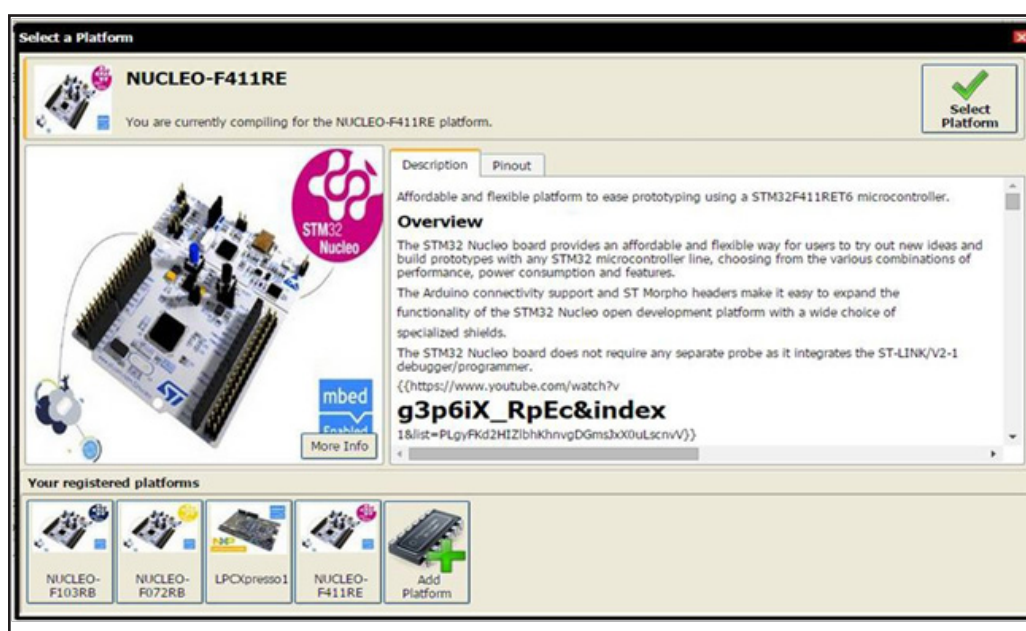 Select a Platform
NUCLEO-F411RE
You are currently compiling for the NUCLEO-F411RE platform.
Select
Platform
STM32
Nucleo
mbed
Enabled
More Info
Description
Pinout
Affordable and flexible platform to ease prototyping using a STM32F411RET6 microcontroller.
Overview
The STM32 Nucleo board provides an affordable and flexible way for users to try out new ideas and
build prototypes with any STM32 microcontroller line, choosing from the various combinations of
performance, power consumption and features.
The Arduino connectivity support and ST Morpho headers make it easy to expand the
functionality of the STM32 Nucleo open development platform with a wide choice of
specialized shields.
The STM32 Nucleo board does not require any separate probe as it integrates the ST-LINK/V2-1
debugger/programmer.
{{https://www.youtube.com/watch?v
g3p6iX_RpEc&index
Your registered platforms
NUCLEO-
F103RB
NUCLEO-
F072RB
NXP
LPCXpresso1
NUCLEO-
F411RE
Add
Platform